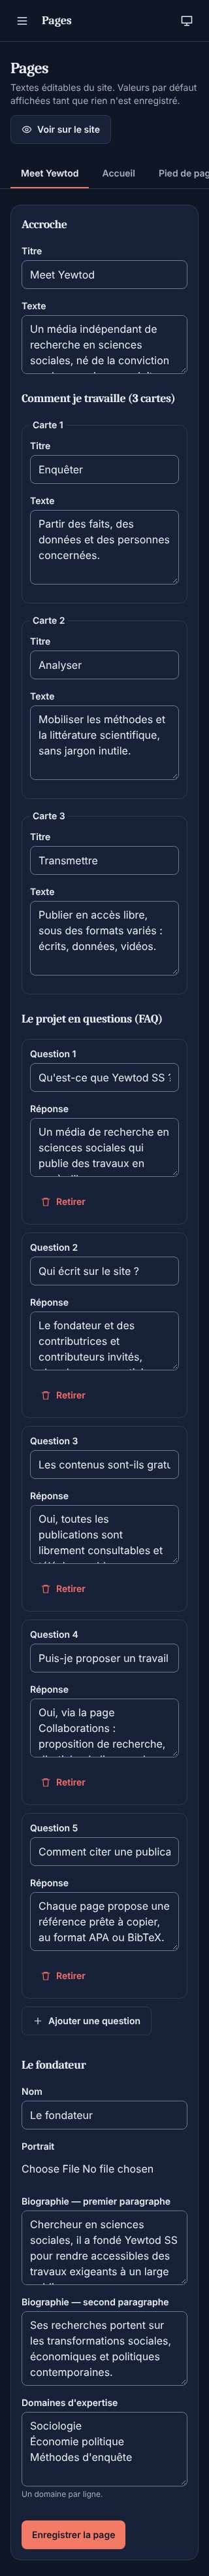 Pages
Pages
Textes éditables du site. Valeurs par défaut
affichées tant que rien n'est enregistré.
Voir sur le site
Meet Yewtod
Accueil
Pied de pag
Accroche
Titre
Meet Yewtod
Texte
Un média indépendant de
recherche en sciences
sociales, né de la conviction
Comment je travaille (3 cartes)
Carte 1
Titre
Enquêter
Texte
Partir des faits, des
données et des personnes
concernées.
Carte 2
Titre
Analyser
Texte
Mobiliser les méthodes et
la littérature scientifique,
sans jargon inutile.
Carte 3
Titre
Transmettre
Texte
Publier en accès libre,
sous des formats variés :
écrits, données, vidéos.
Le projet en questions (FAQ)
Question 1
Qu'est-ce que Yewtod SS ?
Réponse
Un média de recherche en
sciences sociales qui
publie des travaux en
Retirer
Question 2
Qui écrit sur le site ?
Réponse
Le fondateur et des
contributrices et
contributeurs invités,
Retirer
Question 3
Les contenus sont-ils gratu
Réponse
Oui, toutes les
publications sont
librement consultables et
Retirer
Question 4
Puis-je proposer un travail
Réponse
Oui, via la page
Collaborations :
proposition de recherche,
Retirer
Question 5
Comment citer une publica
Réponse
Chaque page propose une
référence prête à copier,
au format APA ou BibTeX.
Retirer
Ajouter une question
Le fondateur
Nom
Le fondateur
Portrait
Choose File No file chosen
Biographie — premier paragraphe
Chercheur en sciences
sociales, il a fondé Yewtod SS
pour rendre accessibles des
travaux exigeants à un large
Biographie — second paragraphe
Ses recherches portent sur
les transformations sociales,
économiques et politiques
contemporaines.
Domaines d'expertise
Sociologie
Économie politique
Méthodes d'enquête
Un domaine par ligne.
Enregistrer la page